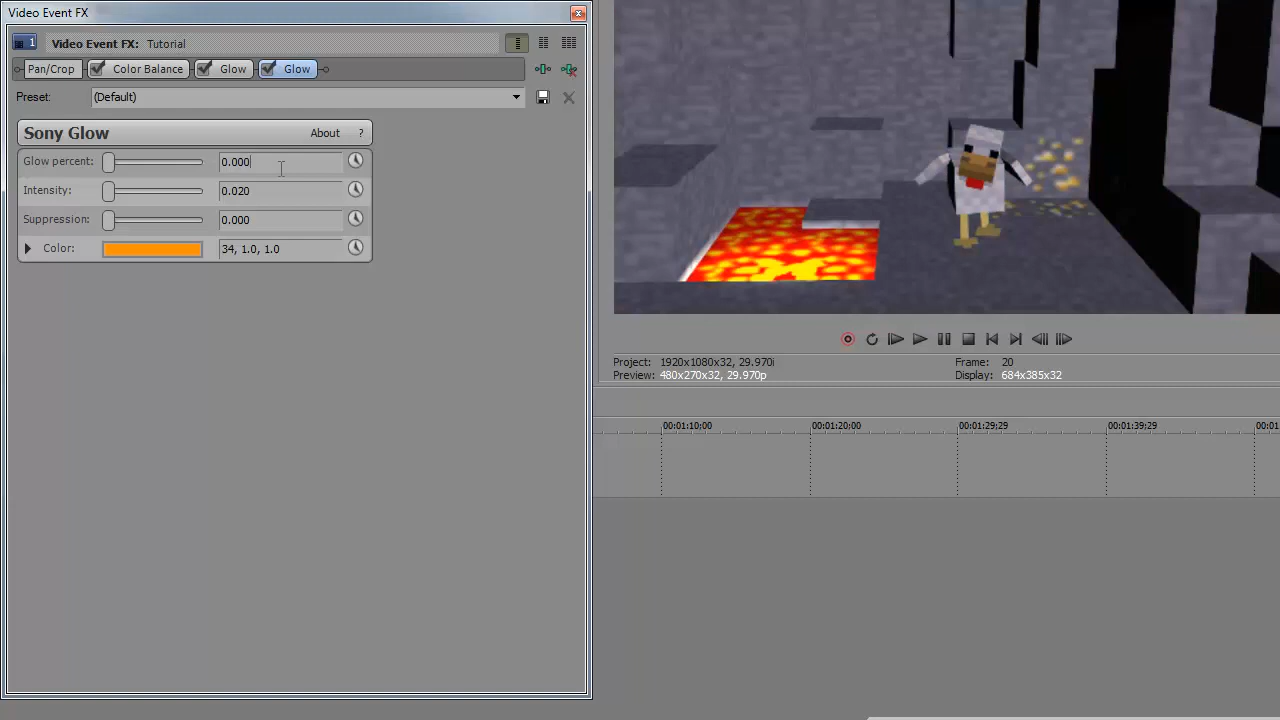 Video Event FX
1 Video Event FX: Tutorial
Pan/Crop Color Balance Glow Glow
Preset: (Default)
Sony Glow About ?
Glow percent: 0.000
Intensity: 0.020
Suppression: 0.000
Color: 34, 1.0, 1.0
Project: 1920x1080x32, 29.970i Frame: 20
Preview: 480x270x32, 29.970p Display: 684x385x32
00:01:10;00 00:01:20;00 00:01:29;29 00:01:39;29 00:01